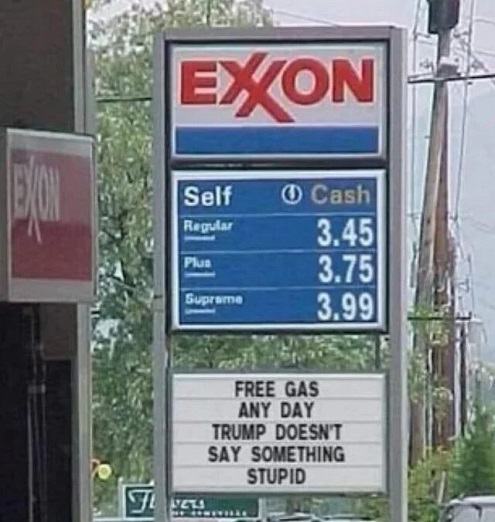 EXXON
EXXON
Self Cash
Regular 3.45
Plus 3.75
Supreme 3.99
FREE GAS
ANY DAY
TRUMP DOESN'T
SAY SOMETHING
STUPID